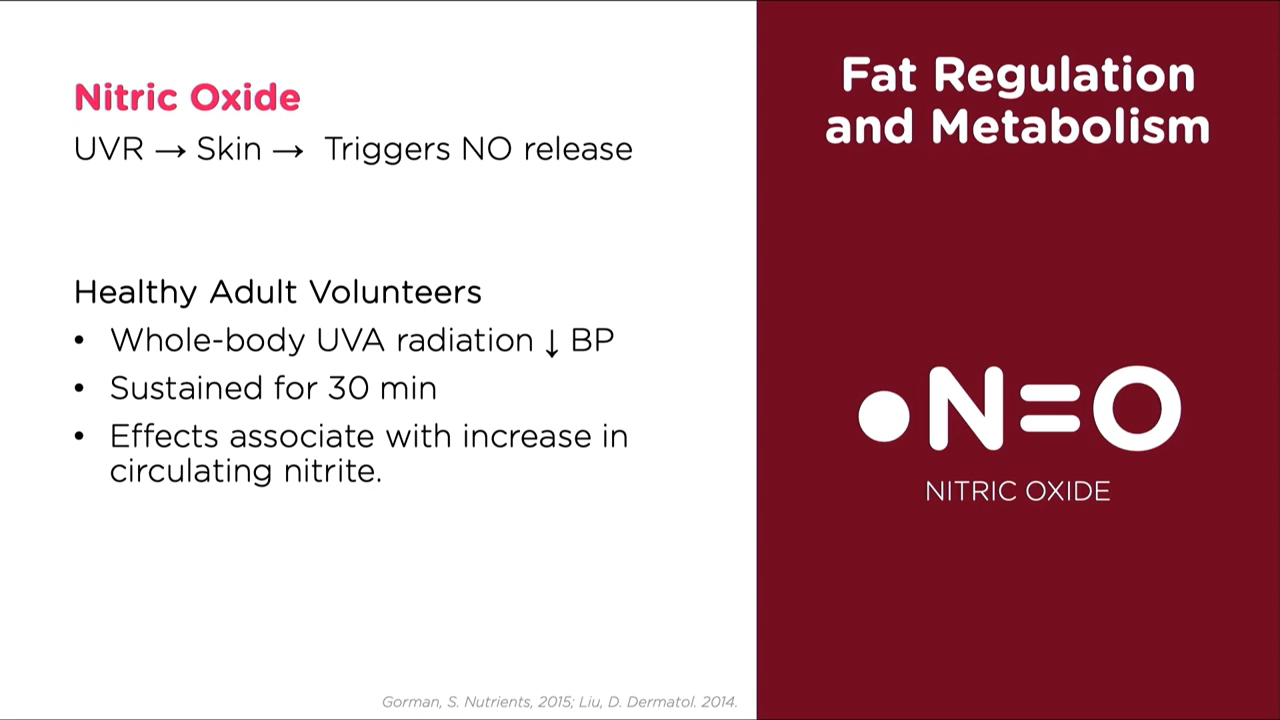 Nitric Oxide
UVR → Skin → Triggers NO release
Healthy Adult Volunteers
• Whole-body UVA radiation ↓ BP
• Sustained for 30 min
• Effects associate with increase in
circulating nitrite.
Gorman, S. Nutrients, 2015; Liu, D. Dermatol. 2014.
Fat Regulation
and Metabolism
•N=O
NITRIC OXIDE